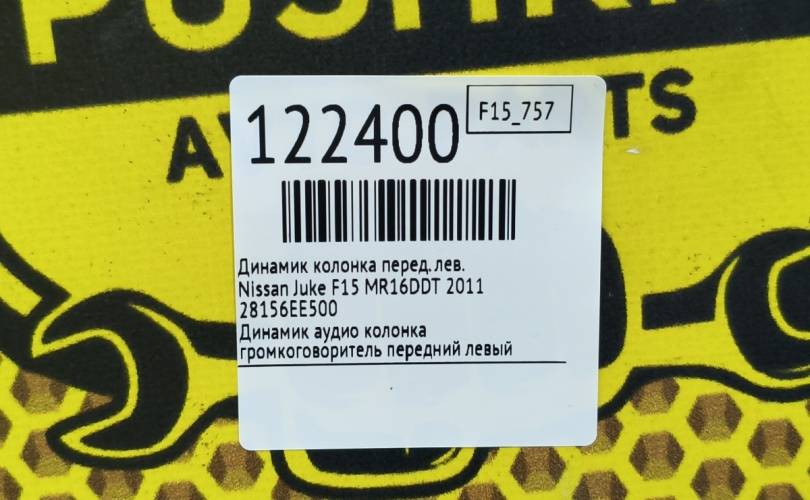 122400
F15_757
Динамик колонка перед. лев.
Nissan Juke F15 MR16DDT 2011
28156EE500
Динамик аудио колонка
громкоговоритель передний левый